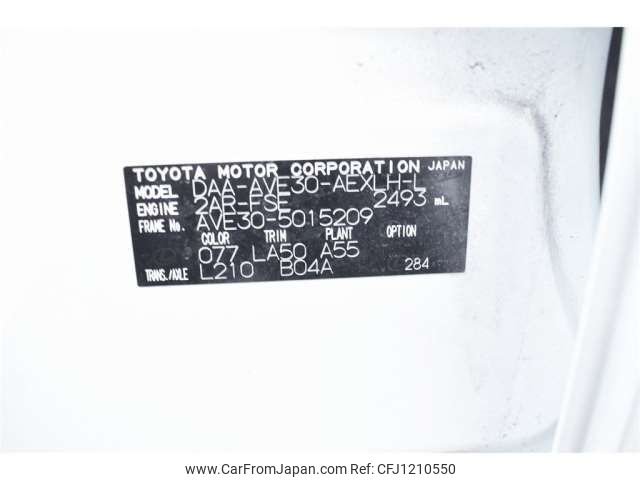 TOYOTA MOTOR CORPORATION JAPAN
MODEL DAA-AVE30-AEXLH-L
ENGINE 2AR-FSE 2493 mL
FRAME No. AVE30-5015209
COLOR TRIM PLANT OPTION
077 LA50 A55
TRANS./AXLE L210 B04A 284
www.CarFromJapan.com CFJ1210550